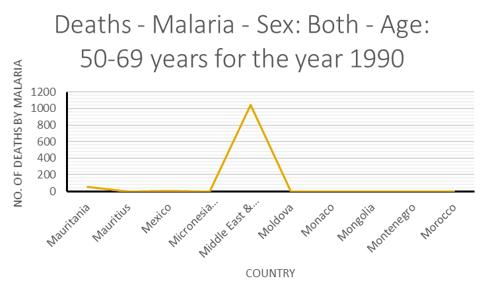 Deaths - Malaria - Sex: Both - Age:
50-69 years for the year 1990
NO. OF DEATHS BY MALARIA
1200
1000
800
600
400
200
0
Mauritania
Mauritius
Mexico
Micronesia...
Middle East &...
Moldova
Monaco
Mongolia
Montenegro
Morocco
COUNTRY